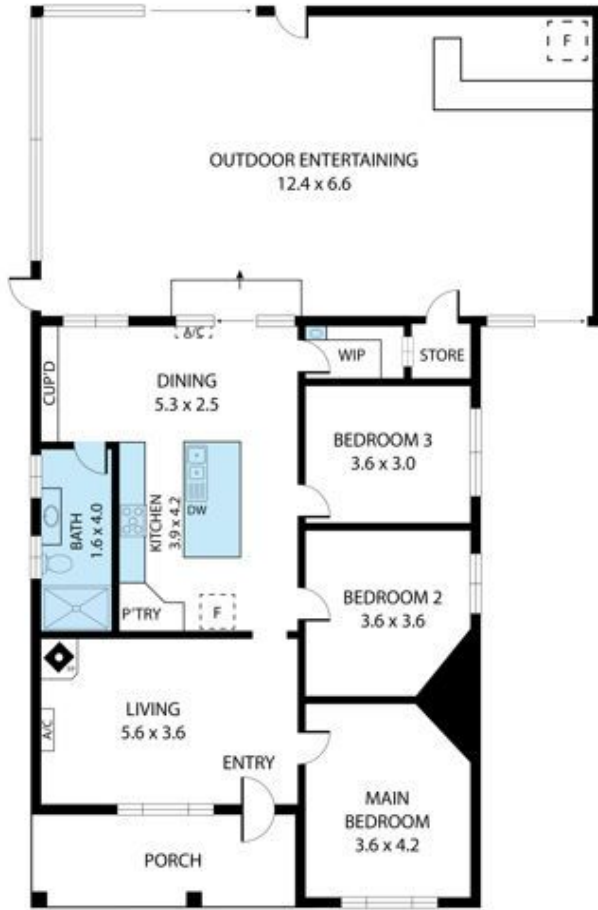 F
OUTDOOR ENTERTAINING
12.4 x 6.6
A/C
WIP
STORE
CUP'D
DINING
5.3 x 2.5
BEDROOM 3
3.6 x 3.0
BATH
1.6 x 4.0
KITCHEN
3.9 x 4.2
DW
BEDROOM 2
3.6 x 3.6
P'TRY
F
LIVING
5.6 x 3.6
A/C
ENTRY
MAIN
BEDROOM
3.6 x 4.2
PORCH